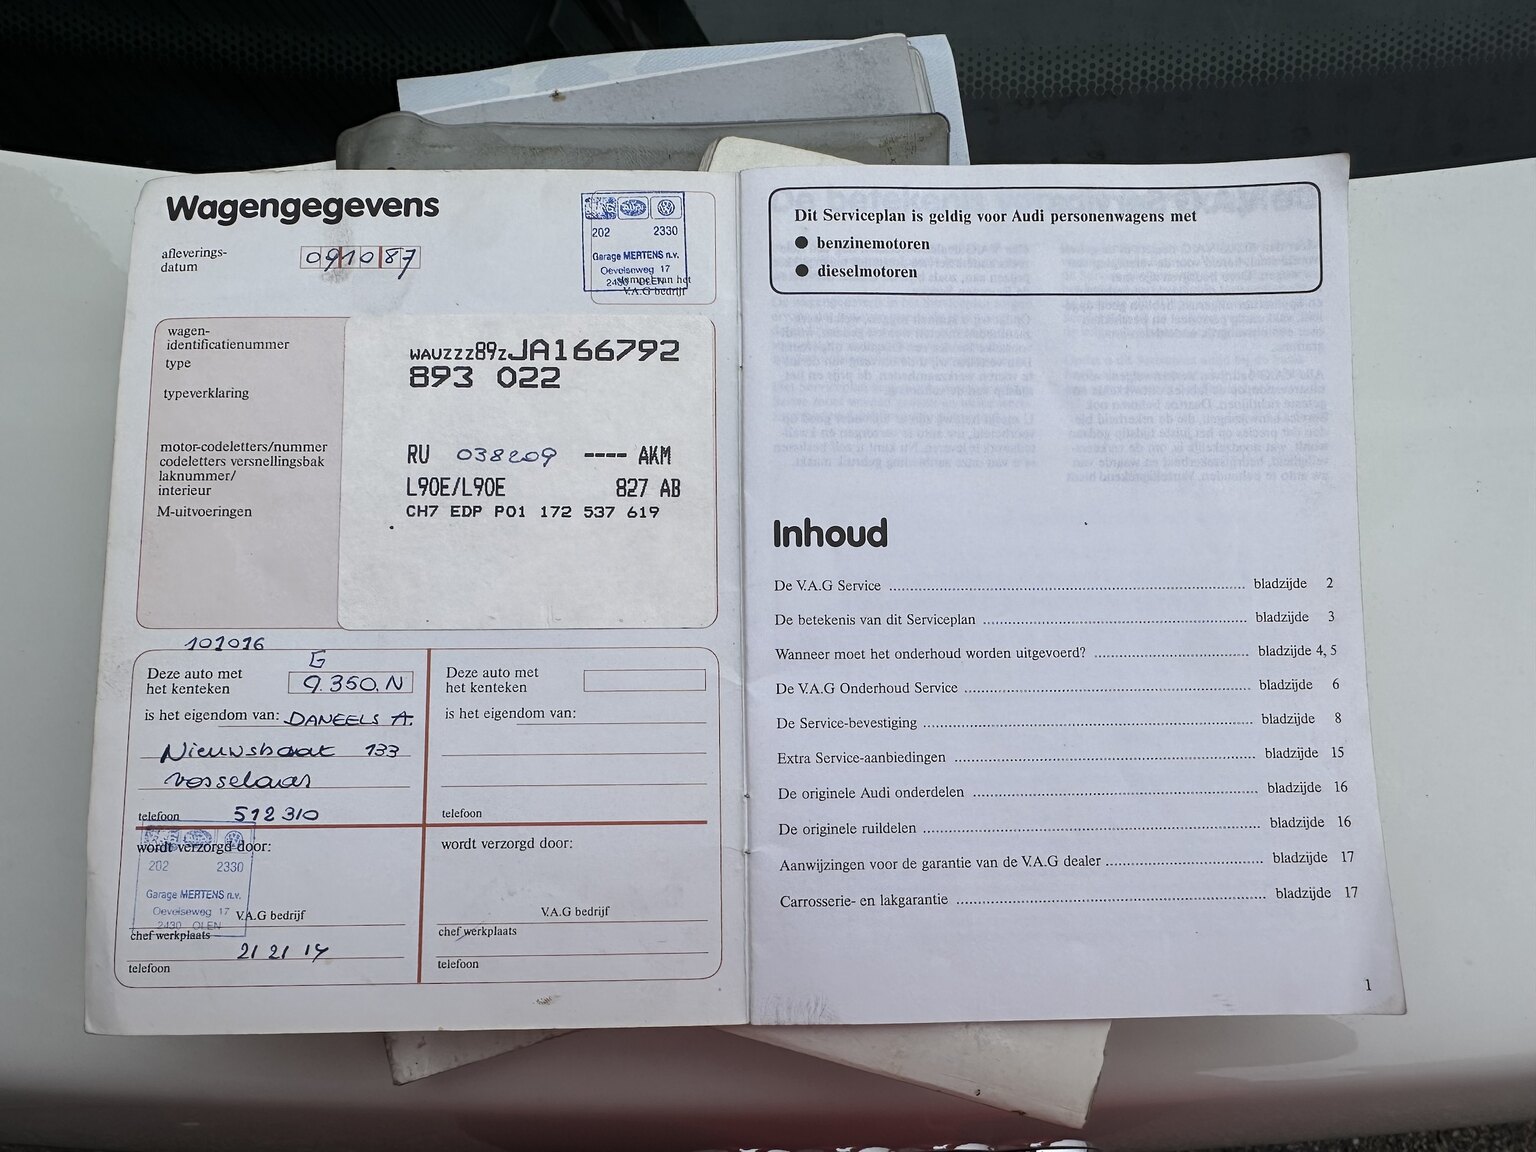 Wagengegevens
afleverings-
datum
091087
202 2330
Garage MERTENS n.v.
Oevelseweg 17
2430 OLEN
stempel van het
V.A.G bedrijf
wagen-
identificatienummer
WAUZZZ89ZJA166792
type
893 022
typeverklaring
motor-codeletters/nummer
RU 038209 ---- AKM
codeletters versnellingsbak
laknummer/
interieur
L90E/L90E 827 AB
M-uitvoeringen
CH7 EDP P01 172 537 619
101016
G
Deze auto met
het kenteken
9.350.N
is het eigendom van: DANEELS A.
Nieuwstraat 133
Vosselaar
telefoon 512310
wordt verzorgd door:
202 2330
Garage MERTENS n.v.
Oevelseweg 17
2430 OLEN
V.A.G bedrijf
chef werkplaats
21 21 14
telefoon
Deze auto met
het kenteken
is het eigendom van:
telefoon
wordt verzorgd door:
V.A.G bedrijf
chef werkplaats
telefoon
Dit Serviceplan is geldig voor Audi personenwagens met
● benzinemotoren
● dieselmotoren
Inhoud
De V.A.G Service bladzijde 2
De betekenis van dit Serviceplan bladzijde 3
Wanneer moet het onderhoud worden uitgevoerd? bladzijde 4, 5
De V.A.G Onderhoud Service bladzijde 6
De Service-bevestiging bladzijde 8
Extra Service-aanbiedingen bladzijde 15
De originele Audi onderdelen bladzijde 16
De originele ruildelen bladzijde 16
Aanwijzingen voor de garantie van de V.A.G dealer bladzijde 17
Carrosserie- en lakgarantie bladzijde 17
1